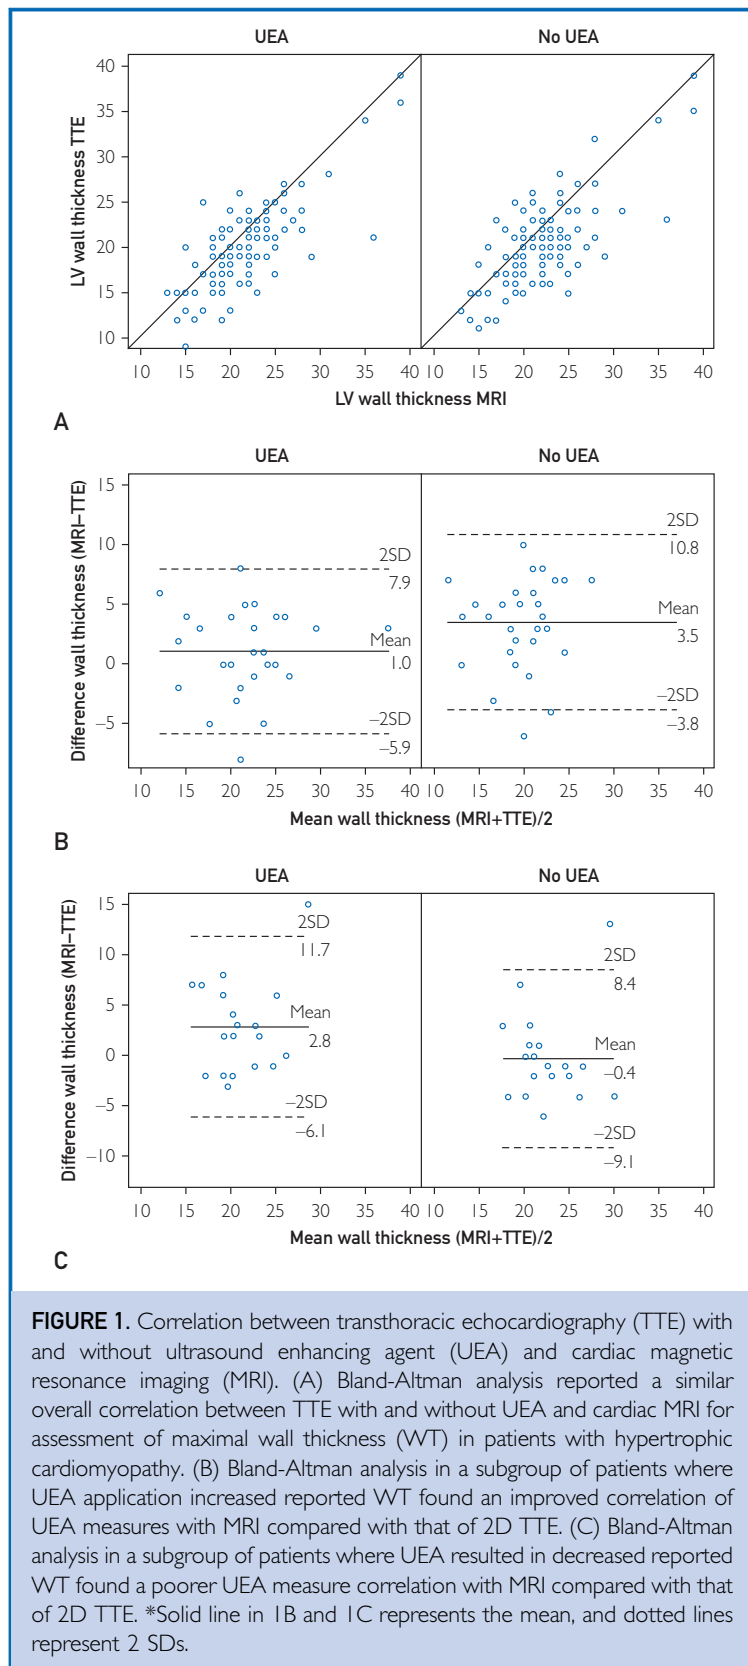 UEA No UEA
LV wall thickness TTE
40
35
30
25
20
15
10
10 15 20 25 30 35 40 10 15 20 25 30 35 40
LV wall thickness MRI
A
UEA No UEA
Difference wall thickness (MRI–TTE)
15
10
5
0
–5
2SD
7.9
Mean
1.0
–2SD
–5.9
2SD
10.8
Mean
3.5
–2SD
–3.8
10 15 20 25 30 35 40 10 15 20 25 30 35 40
Mean wall thickness (MRI+TTE)/2
B
UEA No UEA
Difference wall thickness (MRI–TTE)
15
10
5
0
–5
–10
2SD
11.7
Mean
2.8
–2SD
–6.1
2SD
8.4
Mean
–0.4
–2SD
–9.1
10 15 20 25 30 35 40 10 15 20 25 30 35 40
Mean wall thickness (MRI+TTE)/2
C
FIGURE 1. Correlation between transthoracic echocardiography (TTE) with
and without ultrasound enhancing agent (UEA) and cardiac magnetic
resonance imaging (MRI). (A) Bland-Altman analysis reported a similar
overall correlation between TTE with and without UEA and cardiac MRI for
assessment of maximal wall thickness (WT) in patients with hypertrophic
cardiomyopathy. (B) Bland-Altman analysis in a subgroup of patients where
UEA application increased reported WT found an improved correlation of
UEA measures with MRI compared with that of 2D TTE. (C) Bland-Altman
analysis in a subgroup of patients where UEA resulted in decreased reported
WT found a poorer UEA measure correlation with MRI compared with that
of 2D TTE. *Solid line in 1B and 1C represents the mean, and dotted lines
represent 2 SDs.